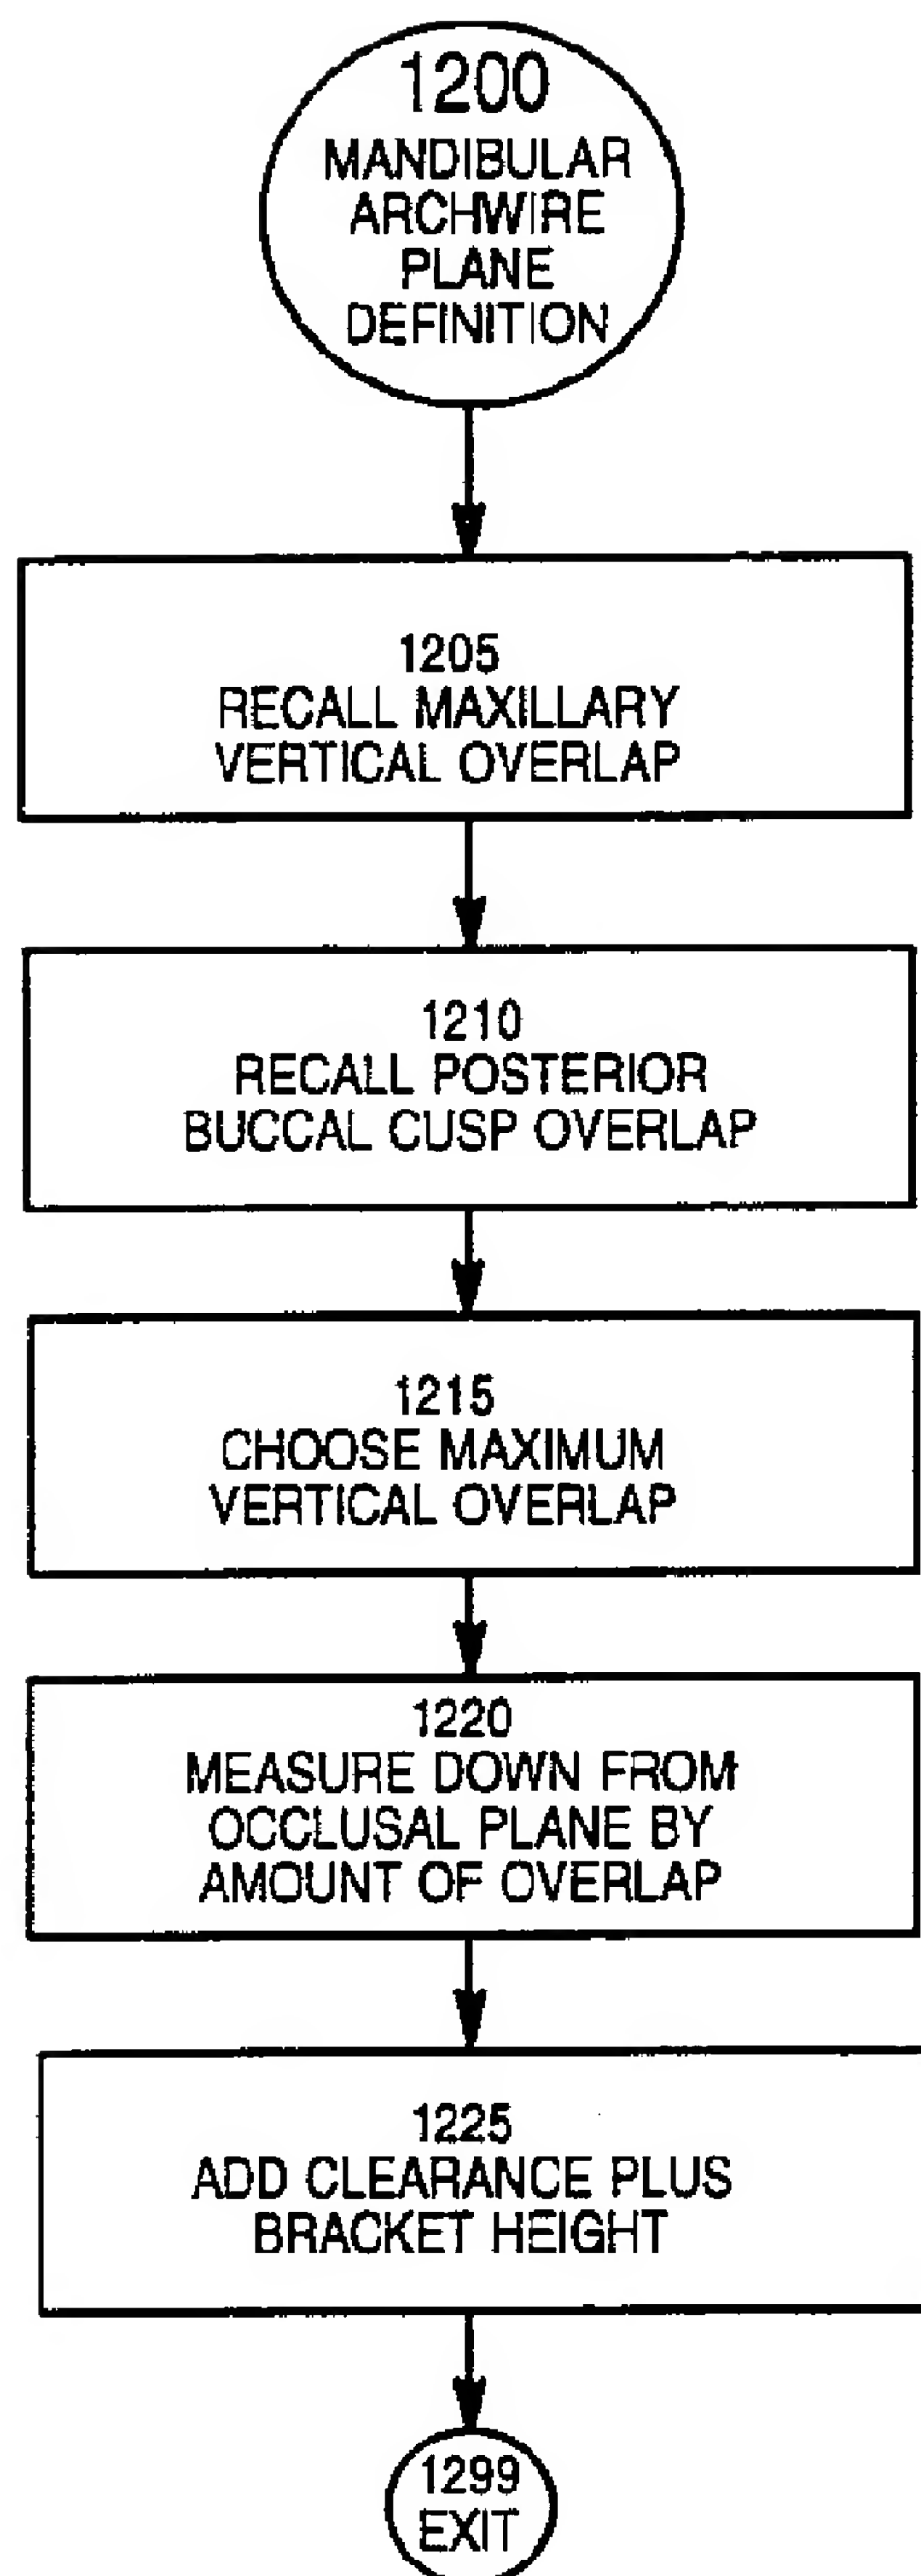 1200
MANDIBULAR
ARCHWIRE
PLANE
DEFINITION
1205
RECALL MAXILLARY
VERTICAL OVERLAP
1210
RECALL POSTERIOR
BUCCAL CUSP OVERLAP
1215
CHOOSE MAXIMUM
VERTICAL OVERLAP
1220
MEASURE DOWN FROM
OCCLUSAL PLANE BY
AMOUNT OF OVERLAP
1225
ADD CLEARANCE PLUS
BRACKET HEIGHT
1299
EXIT